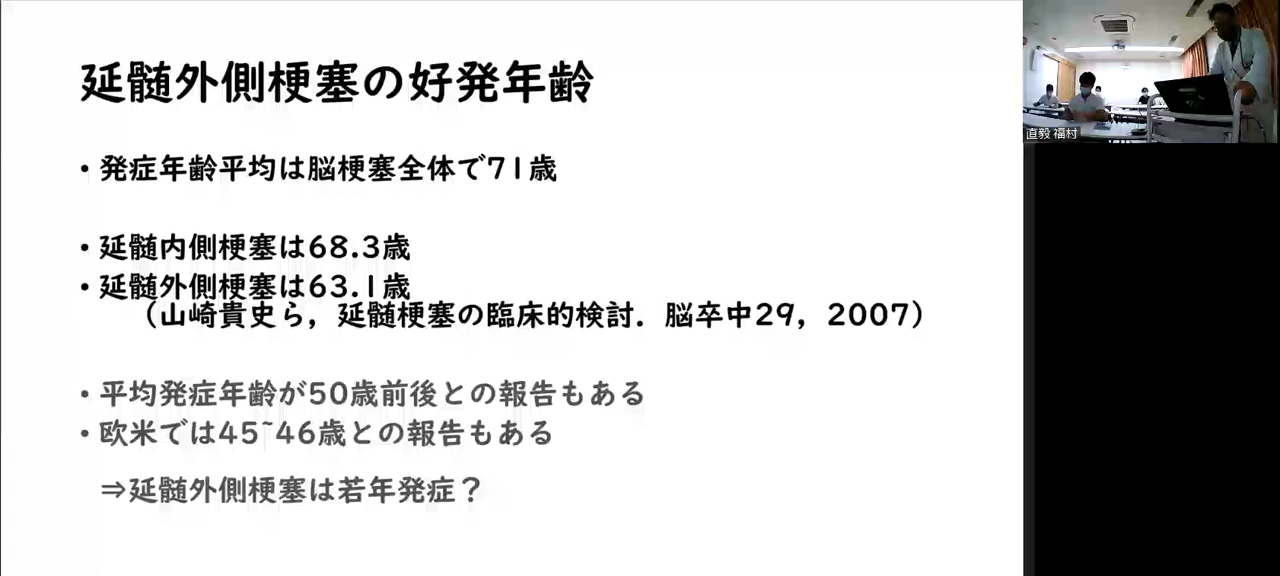 延髄外側梗塞の好発年齢
・発症年齢平均は脳梗塞全体で71歳
・延髄内側梗塞は68.3歳
・延髄外側梗塞は63.1歳
（山崎貴史ら，延髄梗塞の臨床的検討．脳卒中29，2007）
・平均発症年齢が50歳前後との報告もある
・欧米では45~46歳との報告もある
⇒延髄外側梗塞は若年発症？
直毅 福村